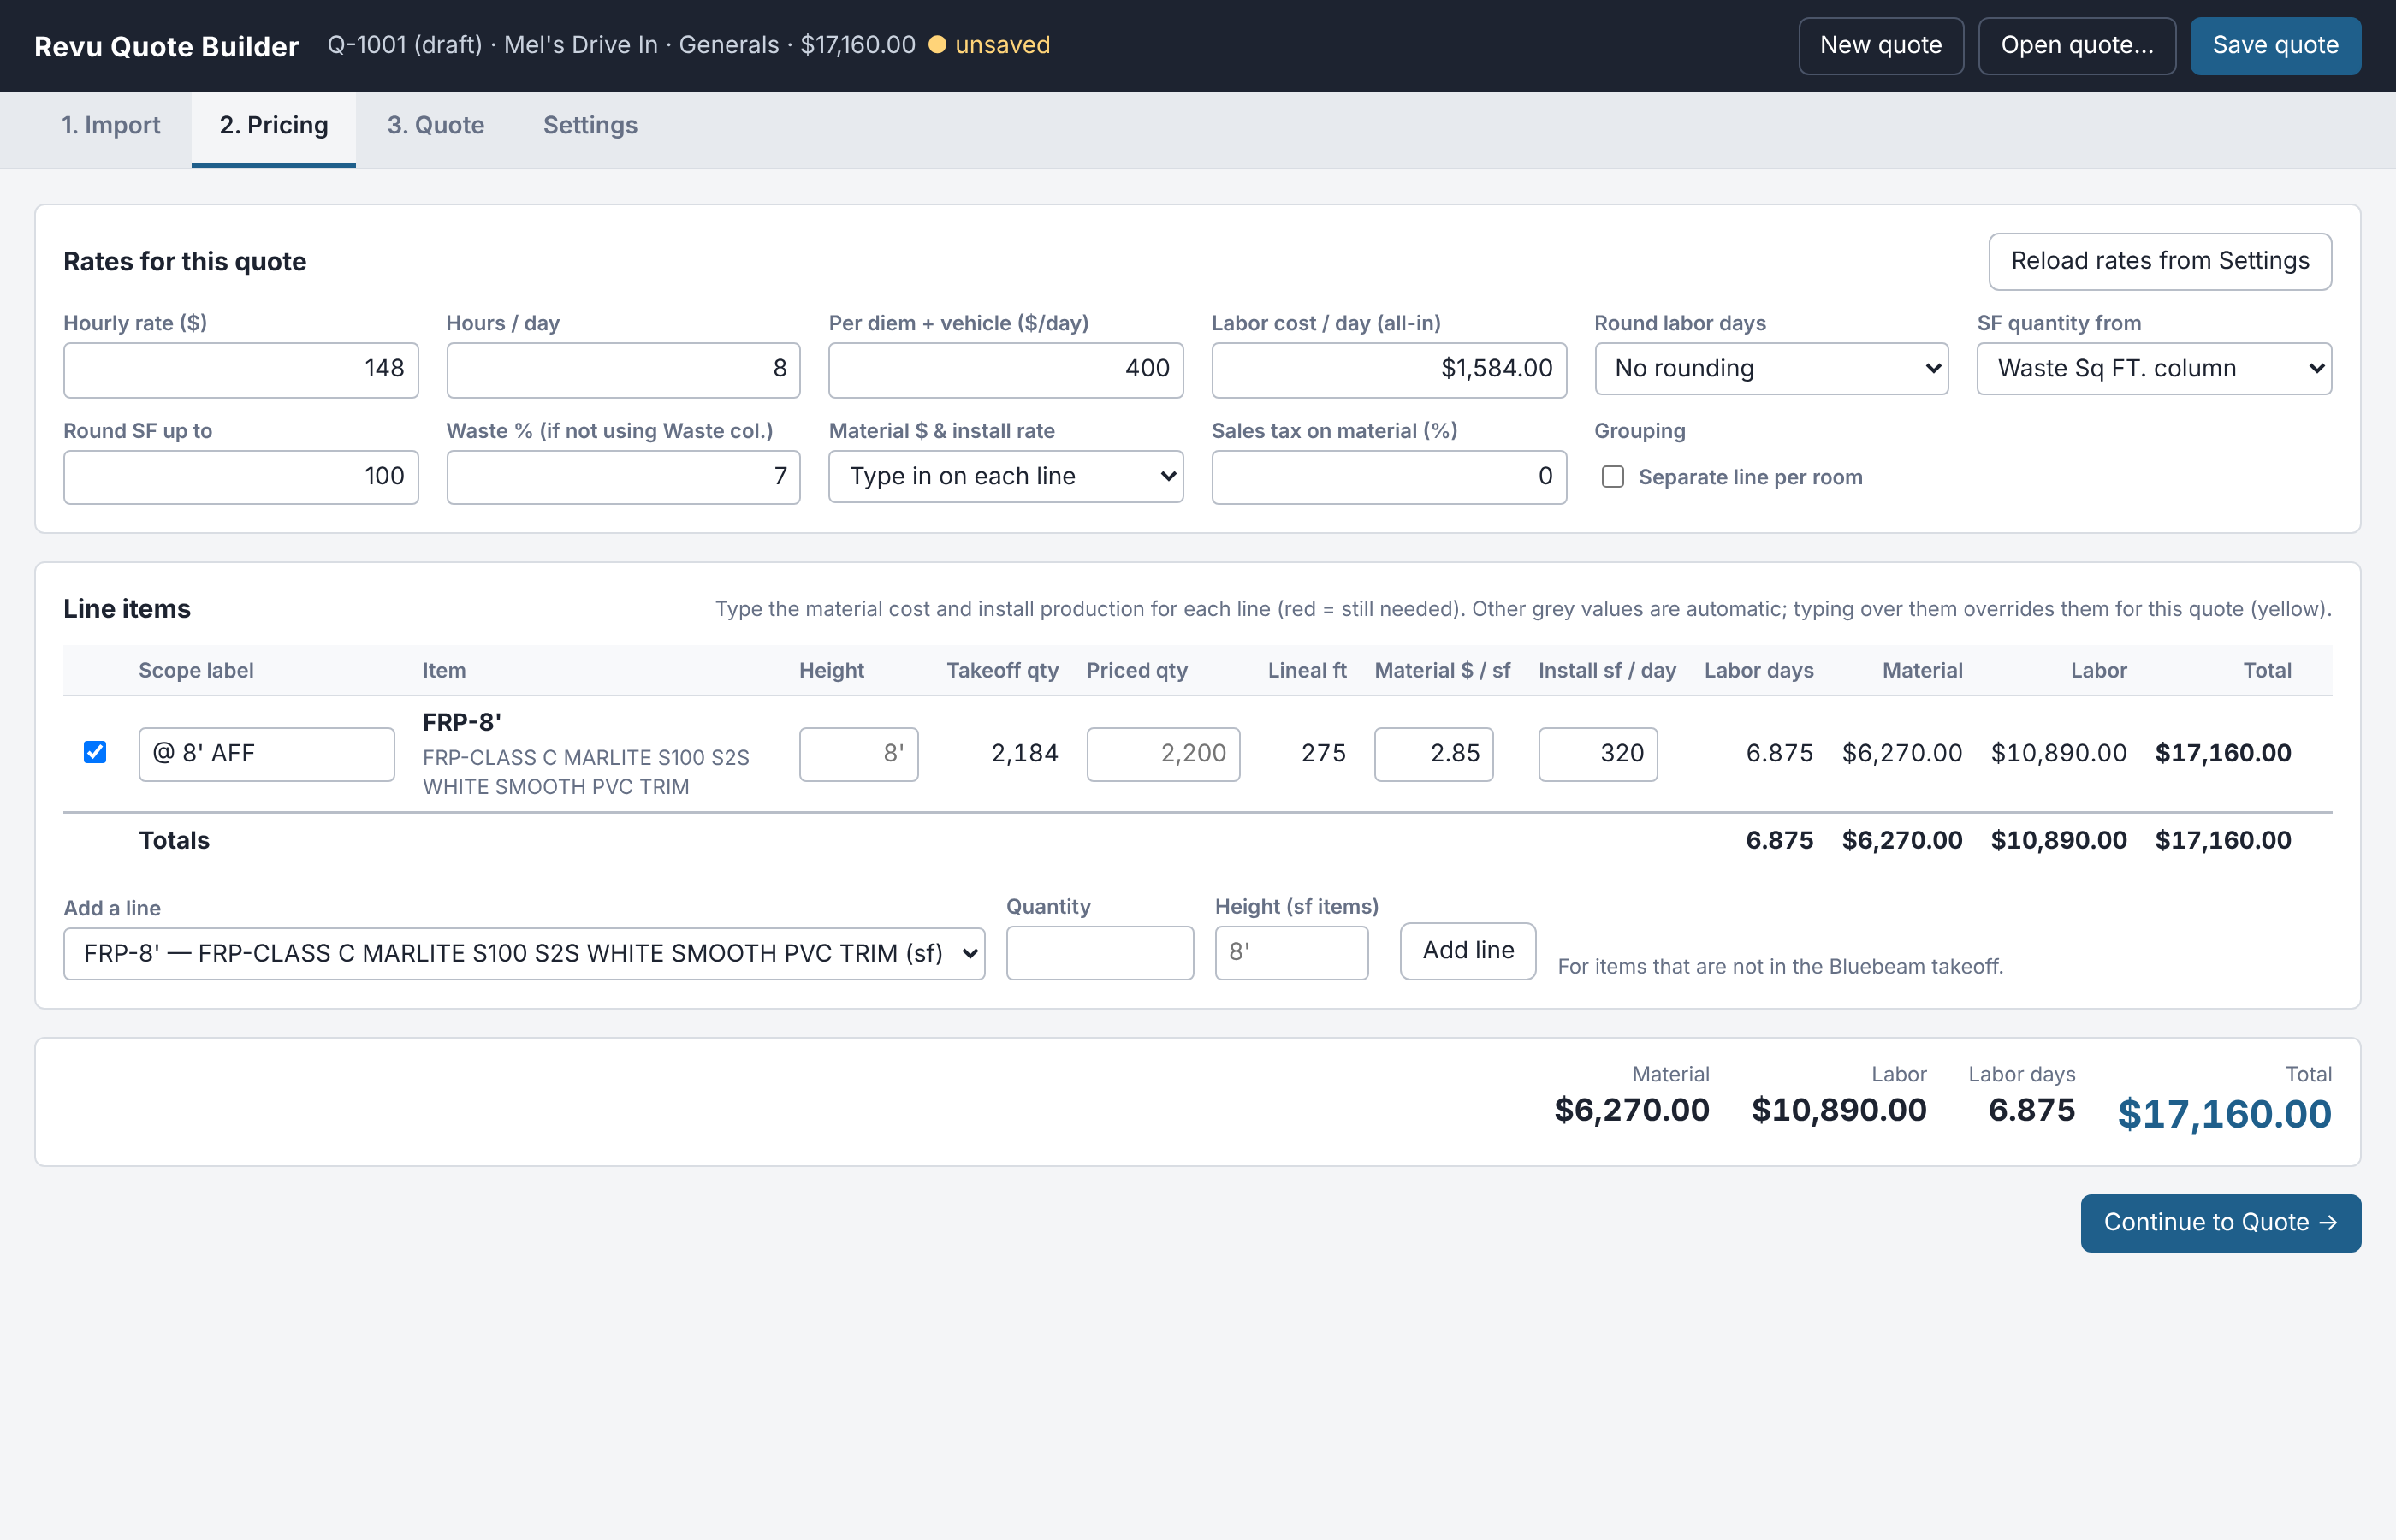 Revu Quote Builder Q-1001 (draft) · Mel's Drive In · Generals · $17,160.00 unsaved New quote Open quote... Save quote
1. Import 2. Pricing 3. Quote Settings
Rates for this quote Reload rates from Settings
Hourly rate ($) Hours / day Per diem + vehicle ($/day) Labor cost / day (all-in) Round labor days SF quantity from
148 8 400 $1,584.00 No rounding Waste Sq FT. column
Round SF up to Waste % (if not using Waste col.) Material $ & install rate Sales tax on material (%) Grouping
100 7 Type in on each line 0 Separate line per room
Line items Type the material cost and install production for each line (red = still needed). Other grey values are automatic; typing over them overrides them for this quote (yellow).
Scope label Item Height Takeoff qty Priced qty Lineal ft Material $ / sf Install sf / day Labor days Material Labor Total
FRP-8'
@ 8' AFF FRP-CLASS C MARLITE S100 S2S 8' 2,184 2,200 275 2.85 320 6.875 $6,270.00 $10,890.00 $17,160.00
WHITE SMOOTH PVC TRIM
Totals 6.875 $6,270.00 $10,890.00 $17,160.00
Add a line Quantity Height (sf items)
FRP-8' — FRP-CLASS C MARLITE S100 S2S WHITE SMOOTH PVC TRIM (sf) 8' Add line For items that are not in the Bluebeam takeoff.
Material Labor Labor days Total
$6,270.00 $10,890.00 6.875 $17,160.00
Continue to Quote →